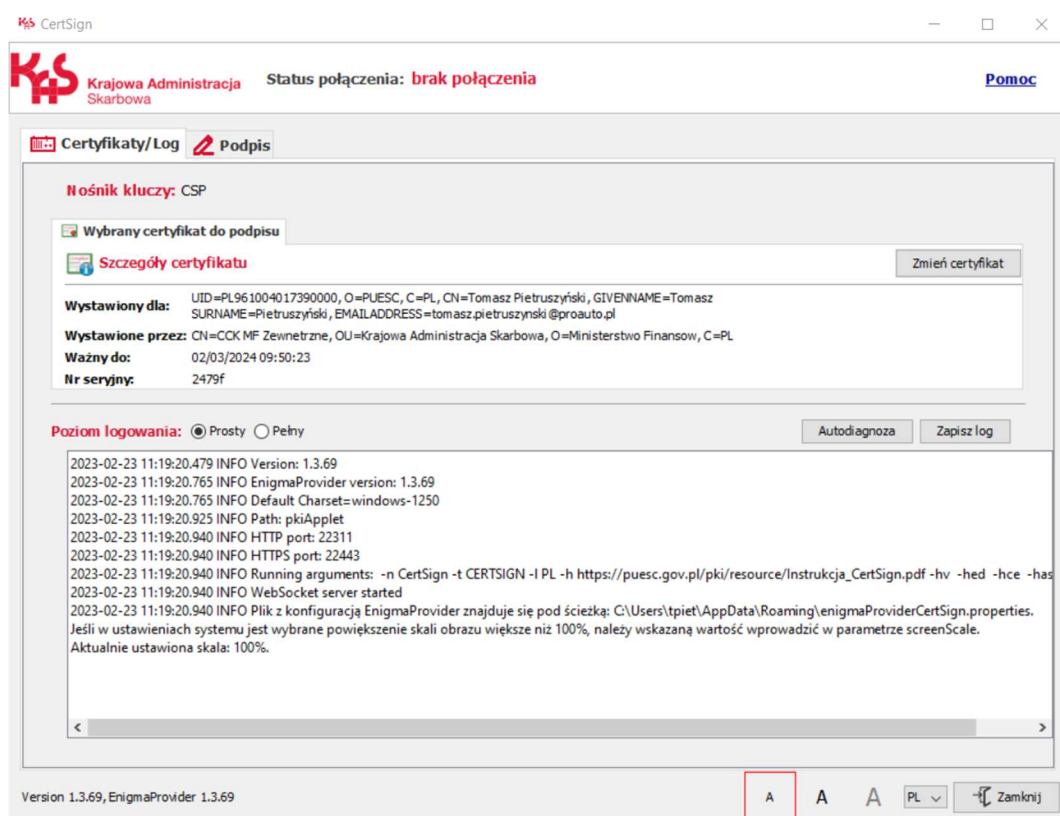 KAS CertSign
KAS Krajowa Administracja
Skarbowa
Status połączenia: brak połączenia
Pomoc
Certyfikaty/Log
Podpis
Nośnik kluczy: CSP
Wybrany certyfikat do podpisu
Szczegóły certyfikatu
Zmień certyfikat
Wystawiony dla: UID=PL961004017390000, O=PUESC, C=PL, CN=Tomasz Pietruszyński, GIVENNAME=Tomasz
SURNAME=Pietruszyński, EMAILADDRESS=tomasz.pietruszynski@proauto.pl
Wystawione przez: CN=CCK MF Zewnetrzne, OU=Krajowa Administracja Skarbowa, O=Ministerstwo Finansow, C=PL
Ważny do: 02/03/2024 09:50:23
Nr seryjny: 2479f
Poziom logowania: Prosty Pełny
Autodiagnoza
Zapisz log
2023-02-23 11:19:20.479 INFO Version: 1.3.69
2023-02-23 11:19:20.765 INFO EnigmaProvider version: 1.3.69
2023-02-23 11:19:20.765 INFO Default Charset=windows-1250
2023-02-23 11:19:20.925 INFO Path: pkiApplet
2023-02-23 11:19:20.940 INFO HTTP port: 22311
2023-02-23 11:19:20.940 INFO HTTPS port: 22443
2023-02-23 11:19:20.940 INFO Running arguments: -n CertSign -t CERTSIGN -l PL -h https://puesc.gov.pl/pki/resource/Instrukcja_CertSign.pdf -hv -hed -hce -has
2023-02-23 11:19:20.940 INFO WebSocket server started
2023-02-23 11:19:20.940 INFO Plik z konfiguracją EnigmaProvider znajduje się pod ścieżką: C:\Users\tpiet\AppData\Roaming\enigmaProviderCertSign.properties.
Jeśli w ustawieniach systemu jest wybrane powiększenie skali obrazu większe niż 100%, należy wskazaną wartość wprowadzić w parametrze screenScale.
Aktualnie ustawiona skala: 100%.
Version 1.3.69, EnigmaProvider 1.3.69
A A A PL Zamknij